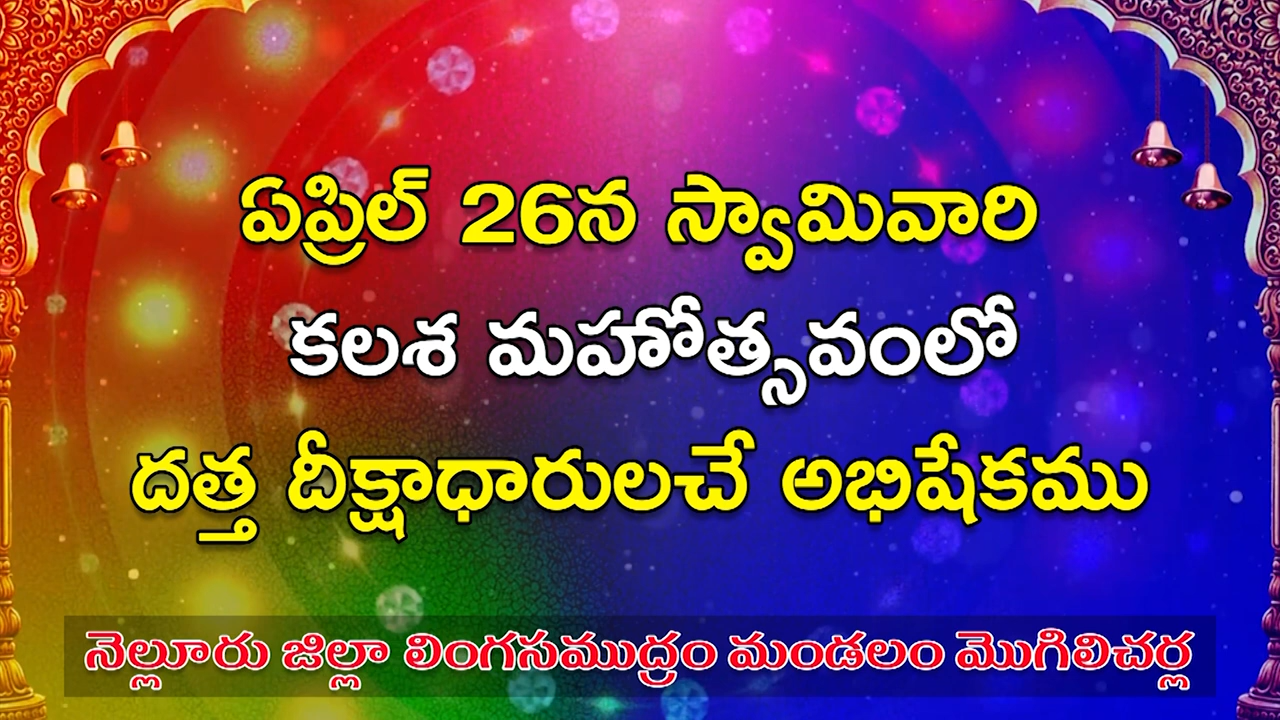 ఏప్రిల్ 26న స్వామివారి
కలశ మహోత్సవంలో
దత్త దీక్షాధారులచే అభిషేకము
నెల్లూరు జిల్లా లింగసముద్రం మండలం మొగిలిచర్ల